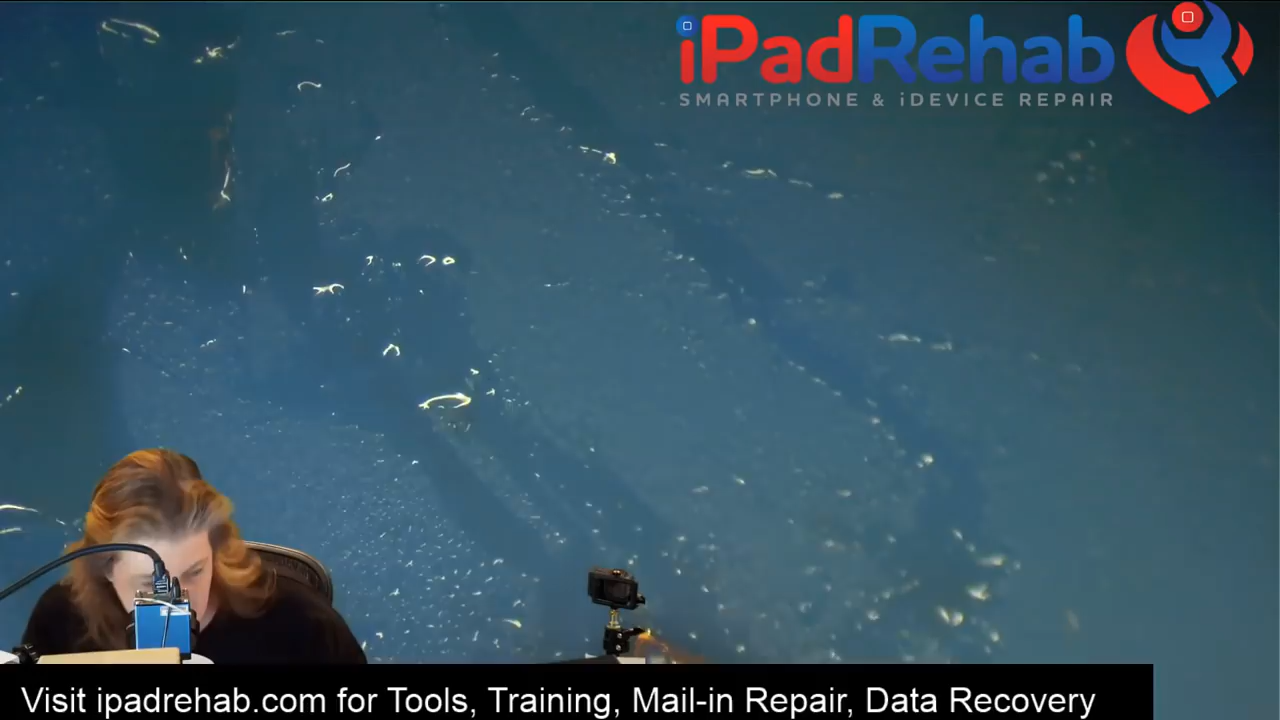 iPadRehab
SMARTPHONE & iDEVICE REPAIR
Visit ipadrehab.com for Tools, Training, Mail-in Repair, Data Recovery